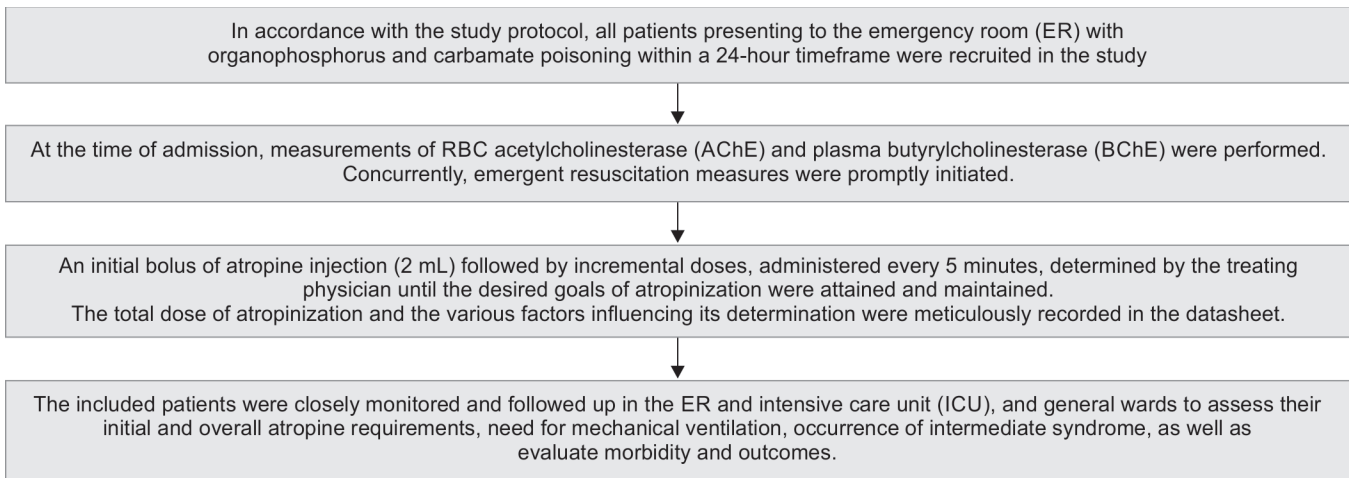 In accordance with the study protocol, all patients presenting to the emergency room (ER) with
organophosphorus and carbamate poisoning within a 24-hour timeframe were recruited in the study
At the time of admission, measurements of RBC acetylcholinesterase (AChE) and plasma butyrylcholinesterase (BChE) were performed.
Concurrently, emergent resuscitation measures were promptly initiated.
An initial bolus of atropine injection (2 mL) followed by incremental doses, administered every 5 minutes, determined by the treating
physician until the desired goals of atropinization were attained and maintained.
The total dose of atropinization and the various factors influencing its determination were meticulously recorded in the datasheet.
The included patients were closely monitored and followed up in the ER and intensive care unit (ICU), and general wards to assess their
initial and overall atropine requirements, need for mechanical ventilation, occurrence of intermediate syndrome, as well as
evaluate morbidity and outcomes.